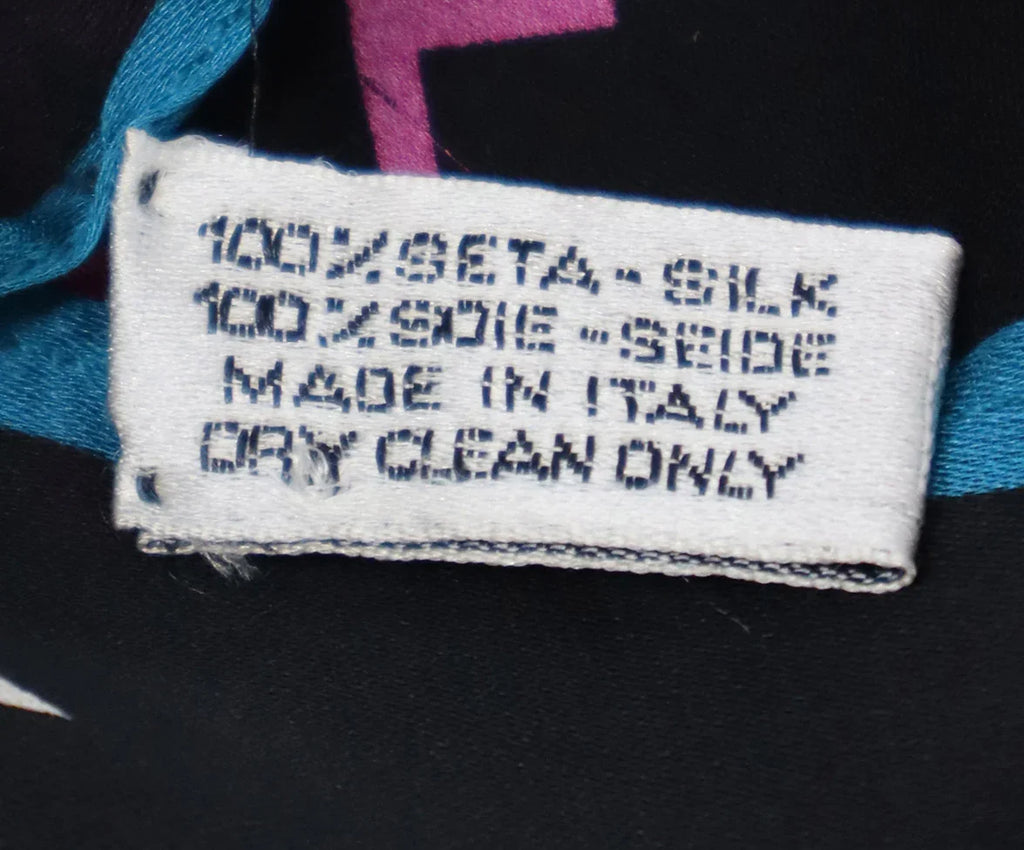 100% SETA - SILK
100% SOIE - SEIDE
MADE IN ITALY
DRY CLEAN ONLY